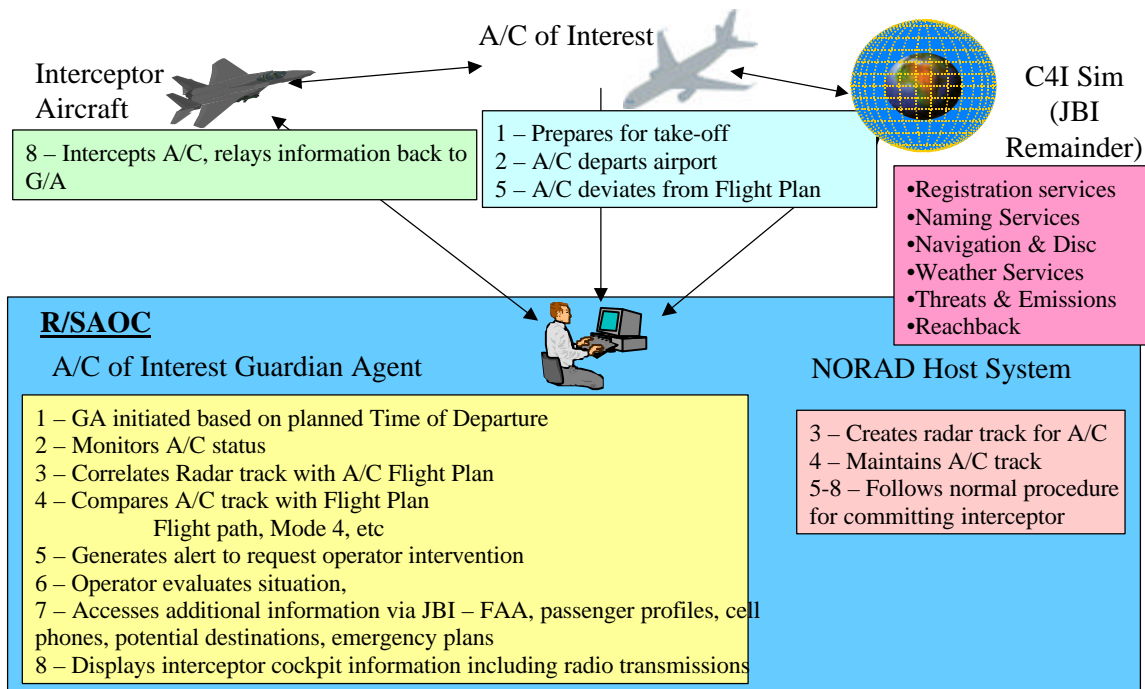 A/C of Interest
Interceptor
Aircraft
C4I Sim
(JBI
Remainder)
8 – Intercepts A/C, relays information back to
G/A
1 – Prepares for take-off
2 – A/C departs airport
5 – A/C deviates from Flight Plan
•Registration services
•Naming Services
•Navigation & Disc
•Weather Services
•Threats & Emissions
•Reachback
R/SAOC
A/C of Interest Guardian Agent
NORAD Host System
1 – GA initiated based on planned Time of Departure
2 – Monitors A/C status
3 – Correlates Radar track with A/C Flight Plan
4 – Compares A/C track with Flight Plan
Flight path, Mode 4, etc
5 – Generates alert to request operator intervention
6 – Operator evaluates situation,
7 – Accesses additional information via JBI – FAA, passenger profiles, cell
phones, potential destinations, emergency plans
8 – Displays interceptor cockpit information including radio transmissions
3 – Creates radar track for A/C
4 – Maintains A/C track
5-8 – Follows normal procedure
for committing interceptor